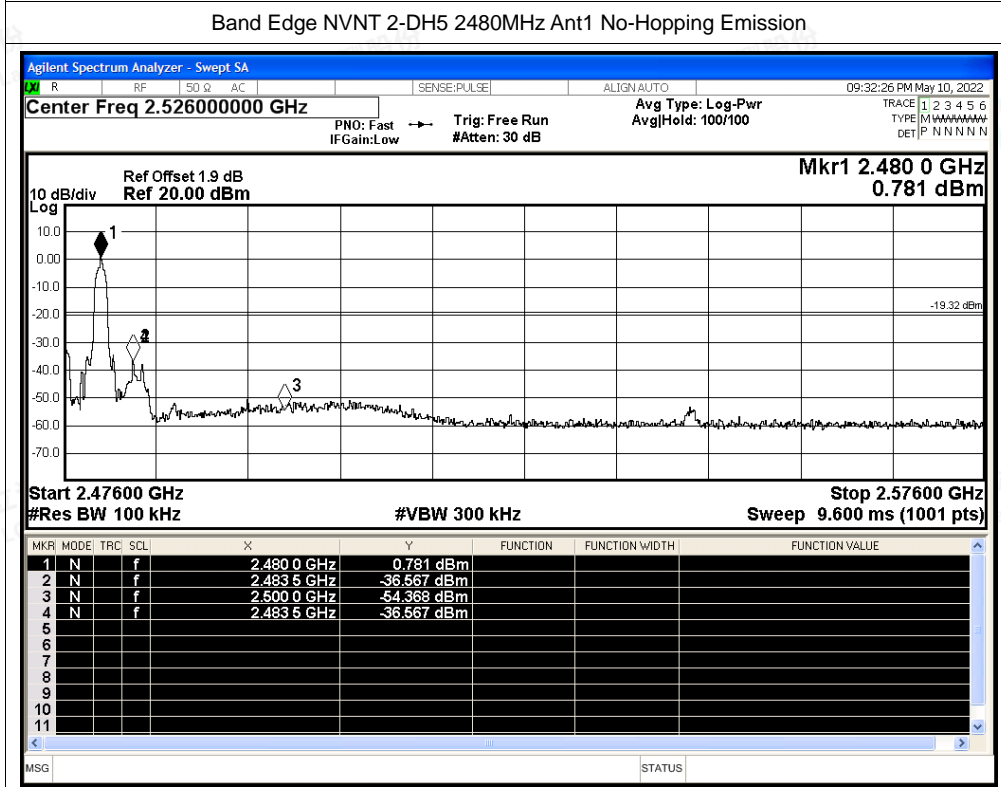 Band Edge NVNT 2-DH5 2480MHz Ant1 No-Hopping Emission
Agilent Spectrum Analyzer - Swept SA
LXI R RF 50 Ω AC SENSE:PULSE ALIGN AUTO 09:32:26 PM May 10, 2022
Center Freq 2.526000000 GHz
PNO: Fast
IFGain:Low
Trig: Free Run
#Atten: 30 dB
Avg Type: Log-Pwr
Avg|Hold: 100/100
TRACE 1 2 3 4 5 6
TYPE M
DET P N N N N N
Mkr1 2.480 0 GHz
0.781 dBm
Ref Offset 1.9 dB
10 dB/div Ref 20.00 dBm
Log
10.0
0.00
-10.0
-20.0
-30.0
-40.0
-50.0
-60.0
-70.0
1
3
-19.32 dBm
Start 2.47600 GHz Stop 2.57600 GHz
#Res BW 100 kHz #VBW 300 kHz Sweep 9.600 ms (1001 pts)
MKR MODE TRC SCL X Y FUNCTION FUNCTION WIDTH FUNCTION VALUE
1 N f 2.480 0 GHz 0.781 dBm
2 N f 2.483 5 GHz -36.567 dBm
3 N f 2.500 0 GHz -54.368 dBm
4 N f 2.483 5 GHz -36.567 dBm
5
6
7
8
9
10
11
MSG STATUS